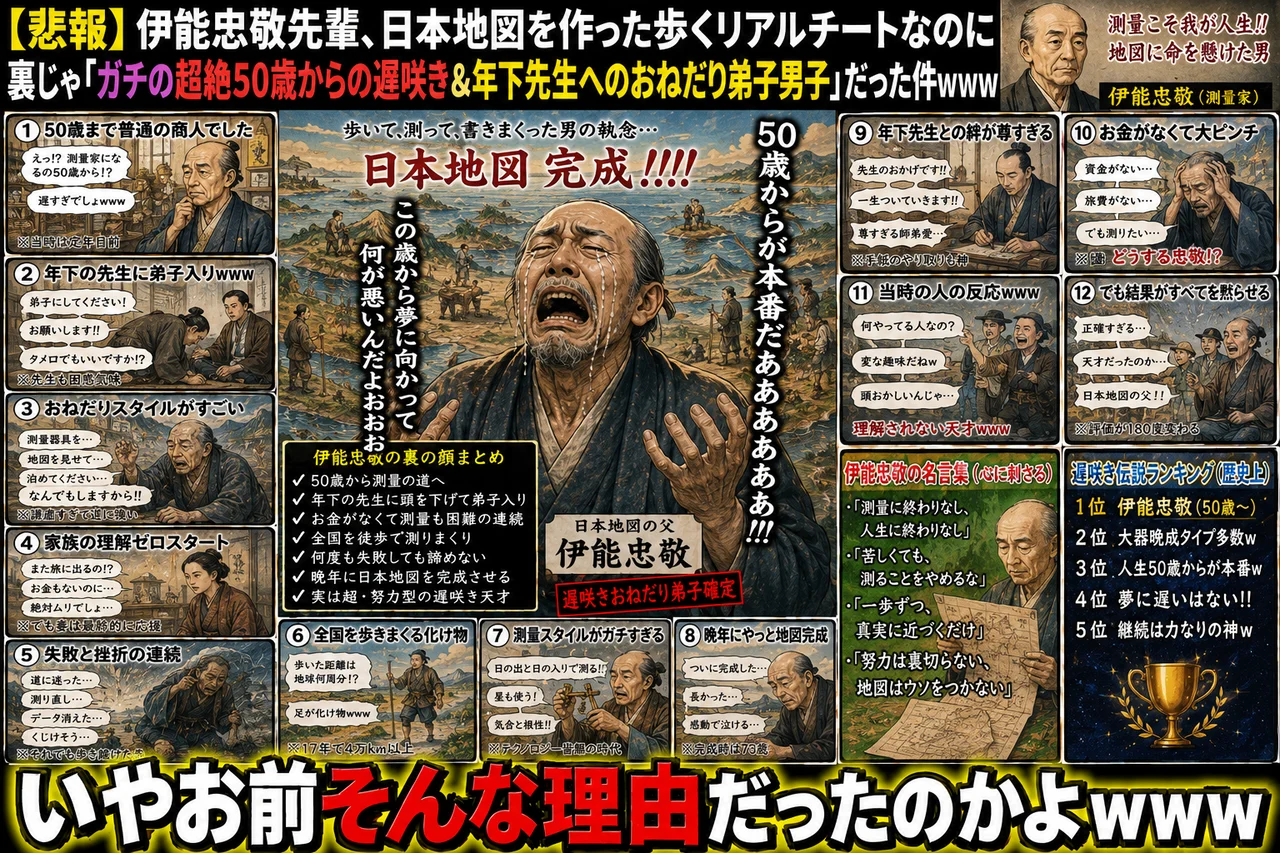 【悲報】伊能忠敬先輩、日本地図を作った歩くリアルチートなのに
裏じゃ「ガチの超絶50歳からの遅咲き&年下先生へのおねだり弟子男子」だった件www
測量こそ我が人生!!
地図に命を懸けた男
伊能忠敬(測量家)
① 50歳まで普通の商人でした
えっ!? 測量家にな
るの50歳から!?
遅すぎでしょwww
※当時は定年目前
② 年下の先生に弟子入りwww
弟子にしてください!
お願いします!!
タメロでもいいですか!?
※先生も困惑気味
③ おねだりスタイルがすごい
測量器具を…
地図を見せて…
泊めてください…
なんでもしますから!!
④ 家族の理解ゼロスタート
また旅に出るの!?
お金もないのに…
絶対ムリでしょ…
※でも妻は最終的に応援
⑤ 失敗と挫折の連続
道に迷った…
測り直し…
データ消えた…
くじけそう…
※それでも歩き続けた
歩いて、測って、書きまくった男の執念…
日本地図 完成!!!!
この歳から夢に向かって
何が悪いんだよおおお
50歳からが本番だああああああ!!!
伊能忠敬の裏の顔まとめ
✓ 50歳から測量の道へ
✓ 年下の先生に頭を下げて弟子入り
✓ お金がなくて測量も困難の連続
✓ 全国を徒歩で測りまくり
✓ 何度も失敗しても諦めない
✓ 晩年に日本地図を完成させる
✓ 実は超・努力型の遅咲き天才
日本地図の父
伊能忠敬
遅咲きおねだり弟子確定
⑥ 全国を歩きまくる化け物
歩いた距離は
地球何周分!?
足が化け物www
※17年で4万km以上
⑦ 測量スタイルがガチすぎる
日の出と日の入りで測る!!
星も使う!
気合と根性!!
※テクノロジー皆無の時代
⑧ 晩年にやっと地図完成
ついに完成した…
長かった…
感動で泣ける…
※完成時は73歳
⑨ 年下先生との絆が尊すぎる
先生のおかげです!!
一生ついていきます!!
尊すぎる師弟愛…
※手紙のやり取りも神
⑩ お金がなくて大ピンチ
資金がない…
旅費がない…
でも測りたい…
どうする忠敬!?
⑪ 当時の人の反応www
何やってる人なの?
変な趣味だねw
頭おかしいんじゃ…
理解されない天才www
⑫ でも結果がすべてを黙らせる
正確すぎる…
天才だったのか…
日本地図の父!!
※評価が180度変わる
伊能忠敬の名言集(心に刺さる)
・「測量に終わりなし、
人生に終わりなし」
・「苦しくても、
測ることをやめるな」
・「一歩ずつ、
真実に近づくだけ」
・「努力は裏切らない、
地図はウソをつかない」
遅咲き伝説ランキング(歴史上)
1位 伊能忠敬(50歳〜)
2位 大器晩成タイプ多数w
3位 人生50歳からが本番w
4位 夢に遅いはない!!
5位 継続は力なりの神w
いやお前そんな理由だったのかよwww